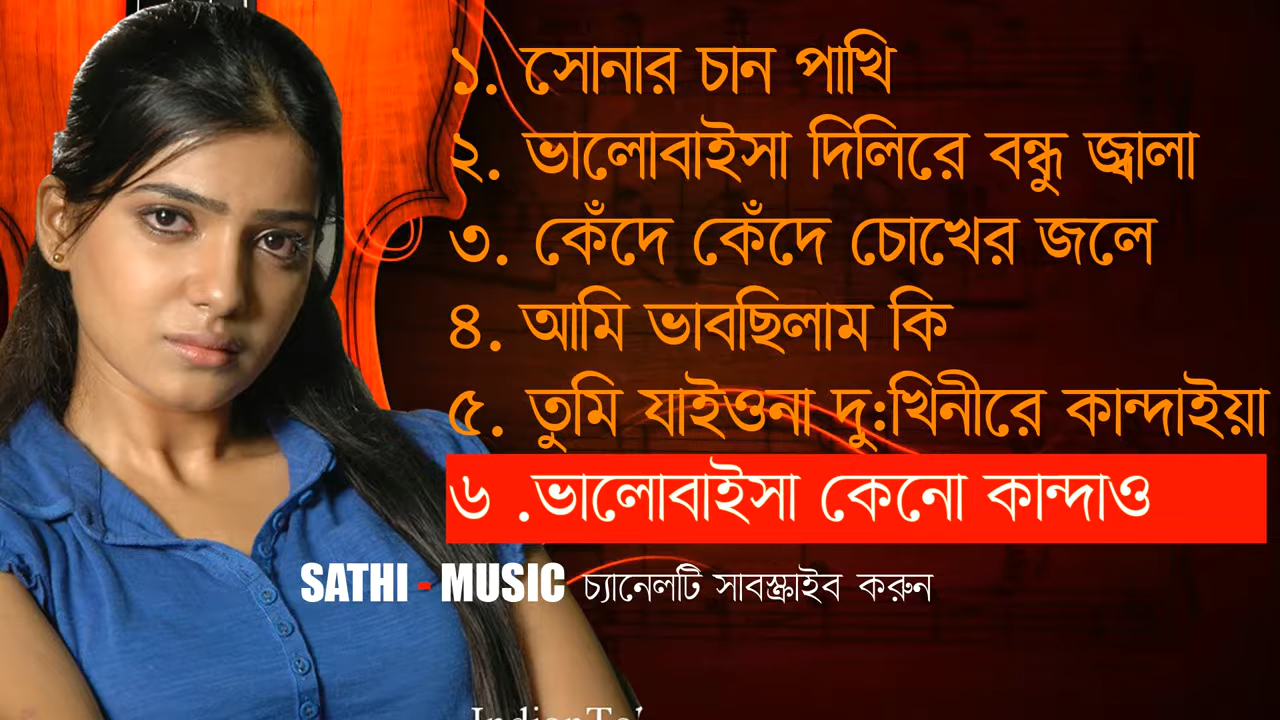 ১. সোনার চান পাখি
২. ভালোবাইসা দিলিরে বন্ধু জ্বালা
৩. কেঁদে কেঁদে চোখের জলে
৪. আমি ভাবছিলাম কি
৫. তুমি যাইওনা দু:খিনীরে কান্দাইয়া
৬ .ভালোবাইসা কেনো কান্দাও
SATHI - MUSIC চ্যানেলটি সাবস্ক্রাইব করুন